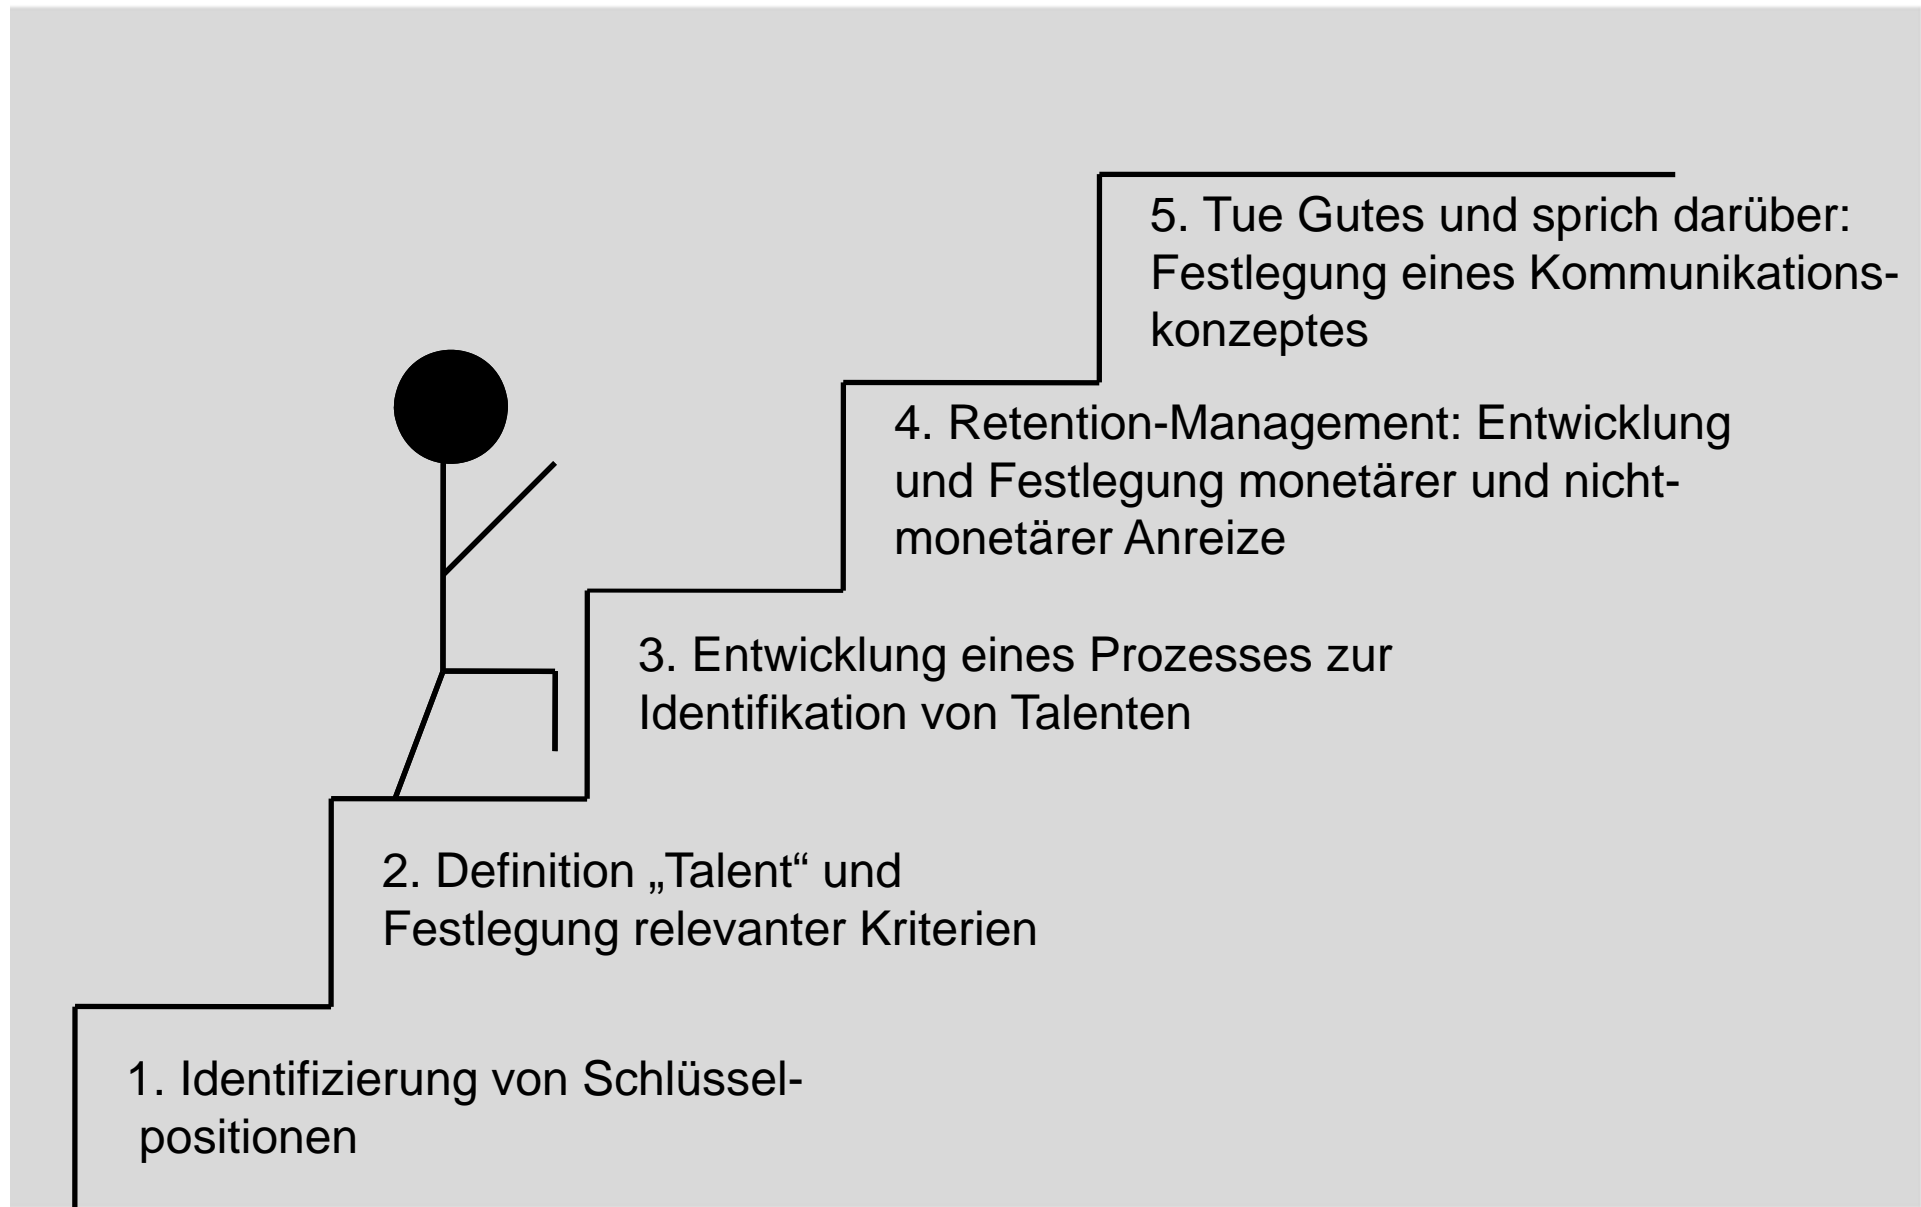 5. Tue Gutes und sprich darüber:
Festlegung eines Kommunikations-
konzeptes
4. Retention-Management: Entwicklung
und Festlegung monetärer und nicht-
monetärer Anreize
3. Entwicklung eines Prozesses zur
Identifikation von Talenten
2. Definition „Talent“ und
Festlegung relevanter Kriterien
1. Identifizierung von Schlüssel-
positionen